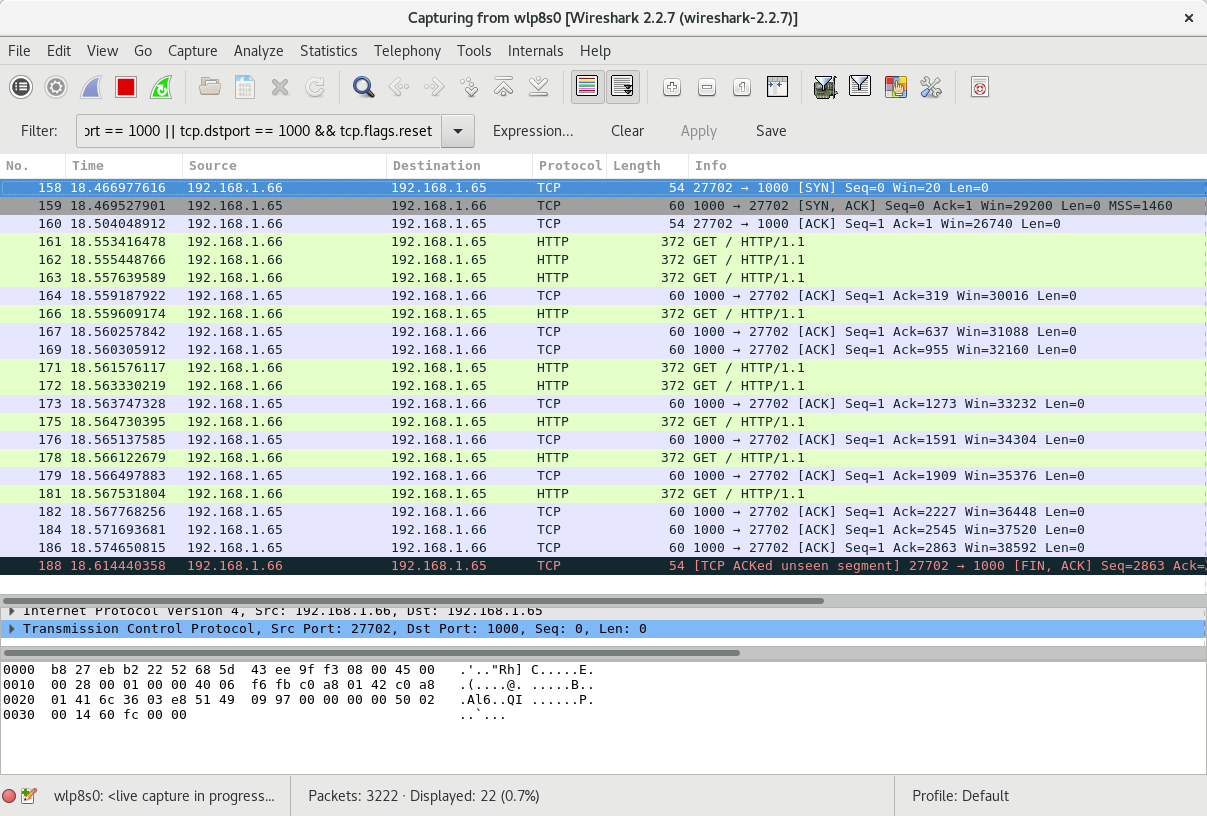 Capturing from wlp8s0 [Wireshark 2.2.7 (wireshark-2.2.7)]
File Edit View Go Capture Analyze Statistics Telephony Tools Internals Help
Filter: ort == 1000 || tcp.dstport == 1000 && tcp.flags.reset Expression... Clear Apply Save
No. Time Source Destination Protocol Length Info
158 18.466977616 192.168.1.66 192.168.1.65 TCP 54 27702 → 1000 [SYN] Seq=0 Win=20 Len=0
159 18.469527901 192.168.1.65 192.168.1.66 TCP 60 1000 → 27702 [SYN, ACK] Seq=0 Ack=1 Win=29200 Len=0 MSS=1460
160 18.504048912 192.168.1.66 192.168.1.65 TCP 54 27702 → 1000 [ACK] Seq=1 Ack=1 Win=26740 Len=0
161 18.553416478 192.168.1.66 192.168.1.65 HTTP 372 GET / HTTP/1.1
162 18.555448766 192.168.1.66 192.168.1.65 HTTP 372 GET / HTTP/1.1
163 18.557639589 192.168.1.66 192.168.1.65 HTTP 372 GET / HTTP/1.1
164 18.559187922 192.168.1.65 192.168.1.66 TCP 60 1000 → 27702 [ACK] Seq=1 Ack=319 Win=30016 Len=0
166 18.559609174 192.168.1.66 192.168.1.65 HTTP 372 GET / HTTP/1.1
167 18.560257842 192.168.1.65 192.168.1.66 TCP 60 1000 → 27702 [ACK] Seq=1 Ack=637 Win=31088 Len=0
169 18.560305912 192.168.1.65 192.168.1.66 TCP 60 1000 → 27702 [ACK] Seq=1 Ack=955 Win=32160 Len=0
171 18.561576117 192.168.1.66 192.168.1.65 HTTP 372 GET / HTTP/1.1
172 18.563330219 192.168.1.66 192.168.1.65 HTTP 372 GET / HTTP/1.1
173 18.563747328 192.168.1.65 192.168.1.66 TCP 60 1000 → 27702 [ACK] Seq=1 Ack=1273 Win=33232 Len=0
175 18.564730395 192.168.1.66 192.168.1.65 HTTP 372 GET / HTTP/1.1
176 18.565137585 192.168.1.65 192.168.1.66 TCP 60 1000 → 27702 [ACK] Seq=1 Ack=1591 Win=34304 Len=0
178 18.566122679 192.168.1.66 192.168.1.65 HTTP 372 GET / HTTP/1.1
179 18.566497883 192.168.1.65 192.168.1.66 TCP 60 1000 → 27702 [ACK] Seq=1 Ack=1909 Win=35376 Len=0
181 18.567531804 192.168.1.66 192.168.1.65 HTTP 372 GET / HTTP/1.1
182 18.567768256 192.168.1.65 192.168.1.66 TCP 60 1000 → 27702 [ACK] Seq=1 Ack=2227 Win=36448 Len=0
184 18.571693681 192.168.1.65 192.168.1.66 TCP 60 1000 → 27702 [ACK] Seq=1 Ack=2545 Win=37520 Len=0
186 18.574650815 192.168.1.65 192.168.1.66 TCP 60 1000 → 27702 [ACK] Seq=1 Ack=2863 Win=38592 Len=0
188 18.614440358 192.168.1.66 192.168.1.65 TCP 54 [TCP ACKed unseen segment] 27702 → 1000 [FIN, ACK] Seq=2863 Ack=
Internet Protocol Version 4, Src: 192.168.1.66, Dst: 192.168.1.65
Transmission Control Protocol, Src Port: 27702, Dst Port: 1000, Seq: 0, Len: 0
0000 b8 27 eb b2 22 52 68 5d 43 ee 9f f3 08 00 45 00 .'.."Rh] C.....E.
0010 00 28 00 01 00 00 40 06 f6 fb c0 a8 01 42 c0 a8 .(....@. .....B..
0020 01 41 6c 36 03 e8 51 49 09 97 00 00 00 00 50 02 .Al6..QI ......P.
0030 00 14 60 fc 00 00 ..`...
wlp8s0: <live capture in progress... Packets: 3222 · Displayed: 22 (0.7%) Profile: Default